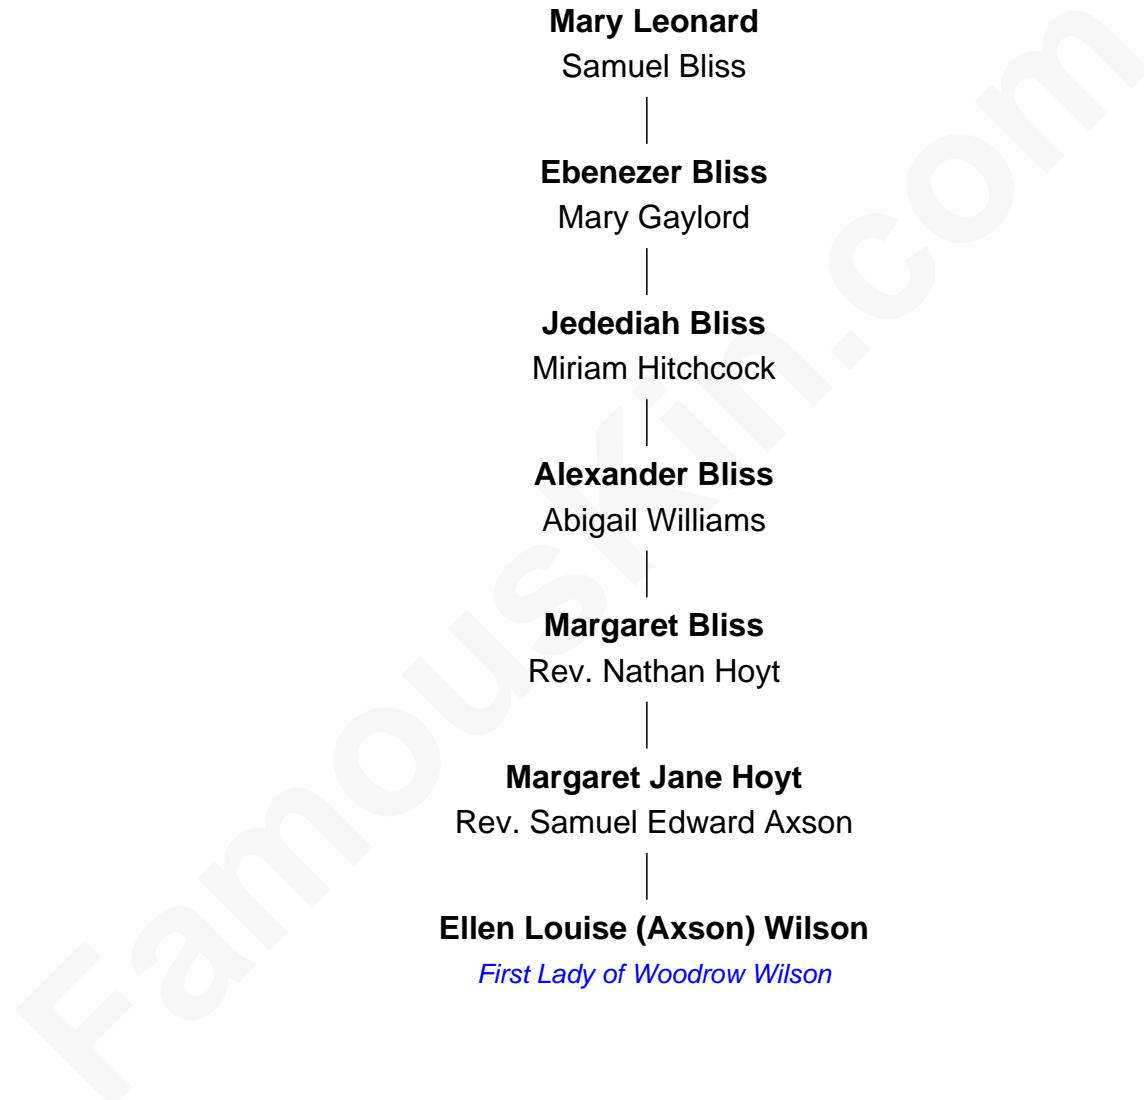 Mary Leonard
Samuel Bliss
Ebenezer Bliss
Mary Gaylord
Jedediah Bliss
Miriam Hitchcock
Alexander Bliss
Abigail Williams
Margaret Bliss
Rev. Nathan Hoyt
Margaret Jane Hoyt
Rev. Samuel Edward Axson
Ellen Louise (Axson) Wilson
First Lady of Woodrow Wilson
FamousKin.com